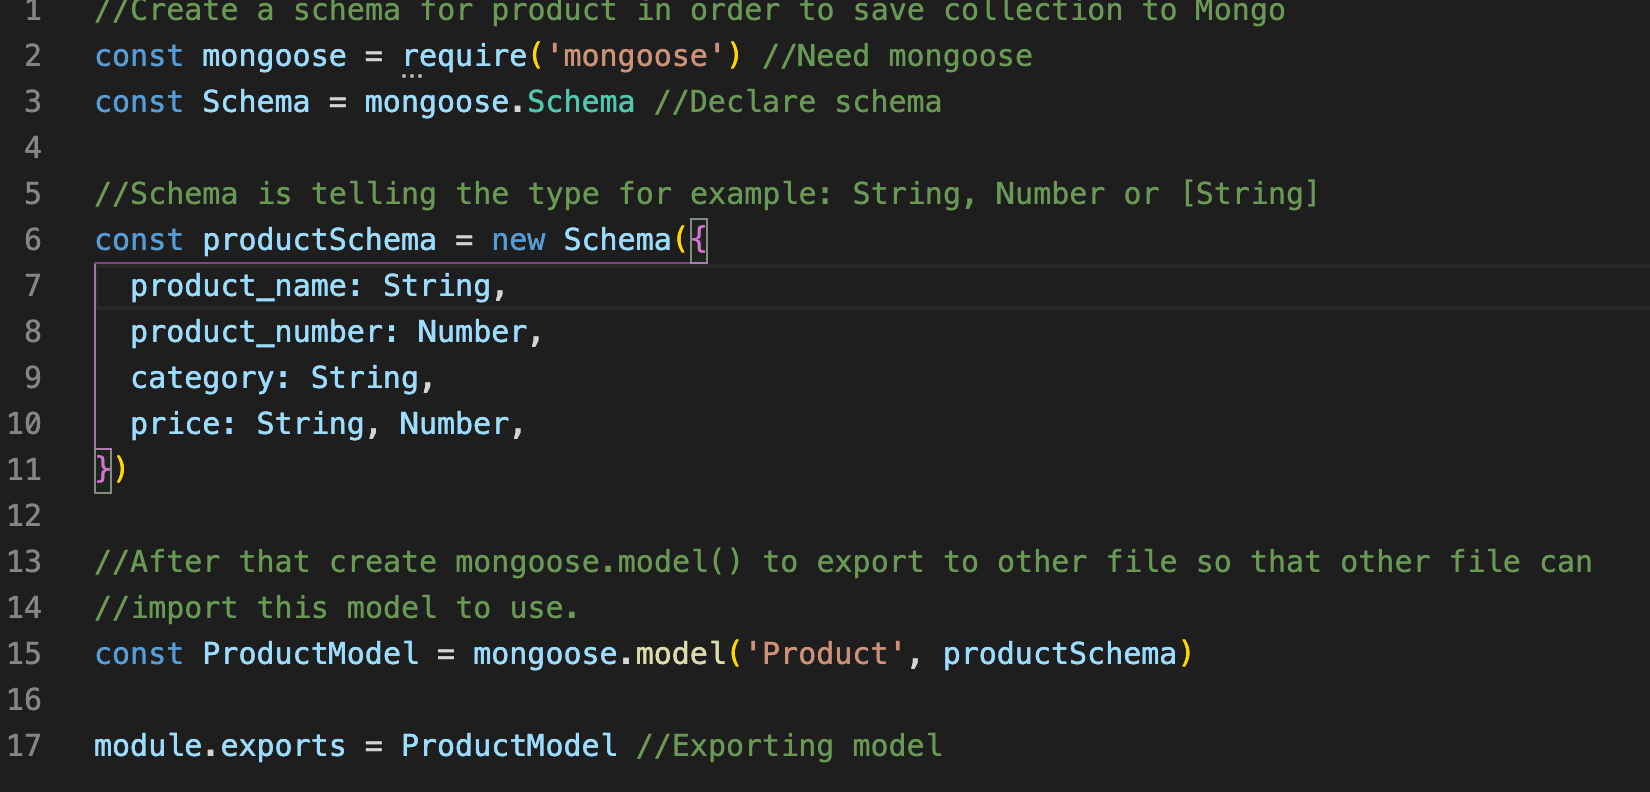 1 //Create a schema for product in order to save collection to Mongo
2 const mongoose = require('mongoose') //Need mongoose
3 const Schema = mongoose.Schema //Declare schema
4
5 //Schema is telling the type for example: String, Number or [String]
6 const productSchema = new Schema({
7   product_name: String,
8   product_number: Number,
9   category: String,
10   price: String, Number,
11 })
12
13 //After that create mongoose.model() to export to other file so that other file can
14 //import this model to use.
15 const ProductModel = mongoose.model('Product', productSchema)
16
17 module.exports = ProductModel //Exporting model